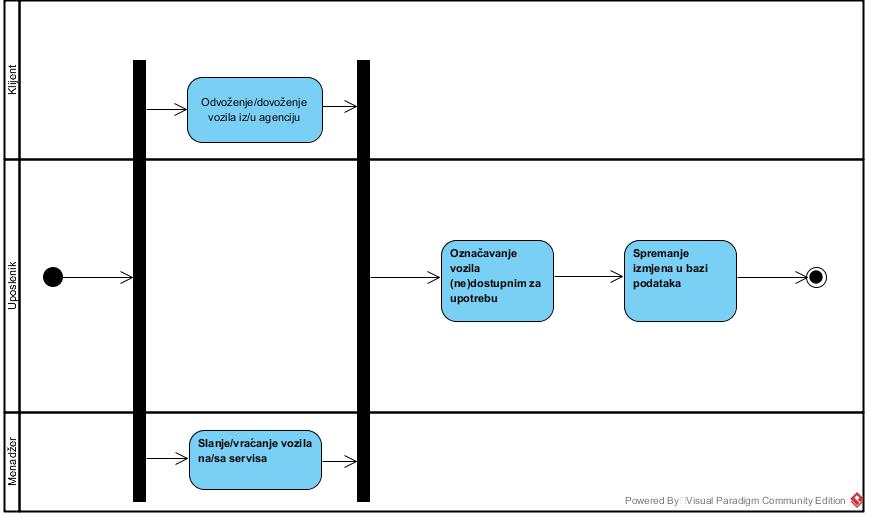 Klijent
Odvoženje/dovoženje
vozila iz/u agenciju
Uposlenik
Označavanje
vozila
(ne)dostupnim za
upotrebu
Spremanje
izmjena u bazi
podataka
Menadžer
Slanje/vraćanje vozila
na/sa servisa
Powered By Visual Paradigm Community Edition